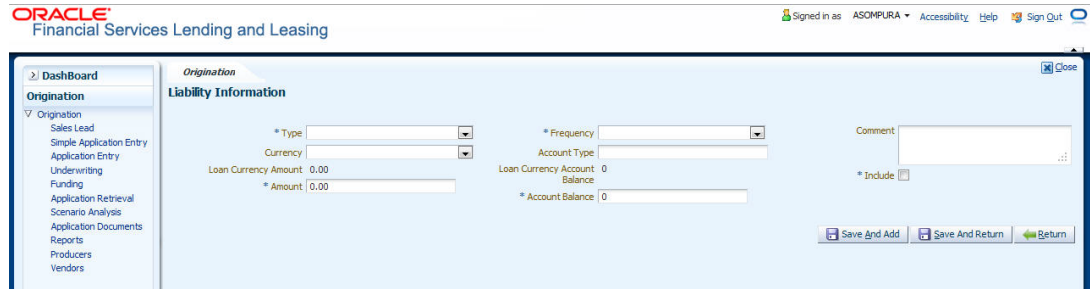 ORACLE
Financial Services Lending and Leasing
Signed in as ASOMPURA Accessibility Help Sign Out
DashBoard
Origination
Origination
Sales Lead
Simple Application Entry
Application Entry
Underwriting
Funding
Application Retrieval
Scenario Analysis
Application Documents
Reports
Producers
Vendors
Origination
Close
Liability Information
* Type
Currency
Loan Currency Amount 0.00
* Amount 0.00
* Frequency
Account Type
Loan Currency Account Balance 0
* Account Balance 0
Comment
* Include
Save And Add
Save And Return
Return